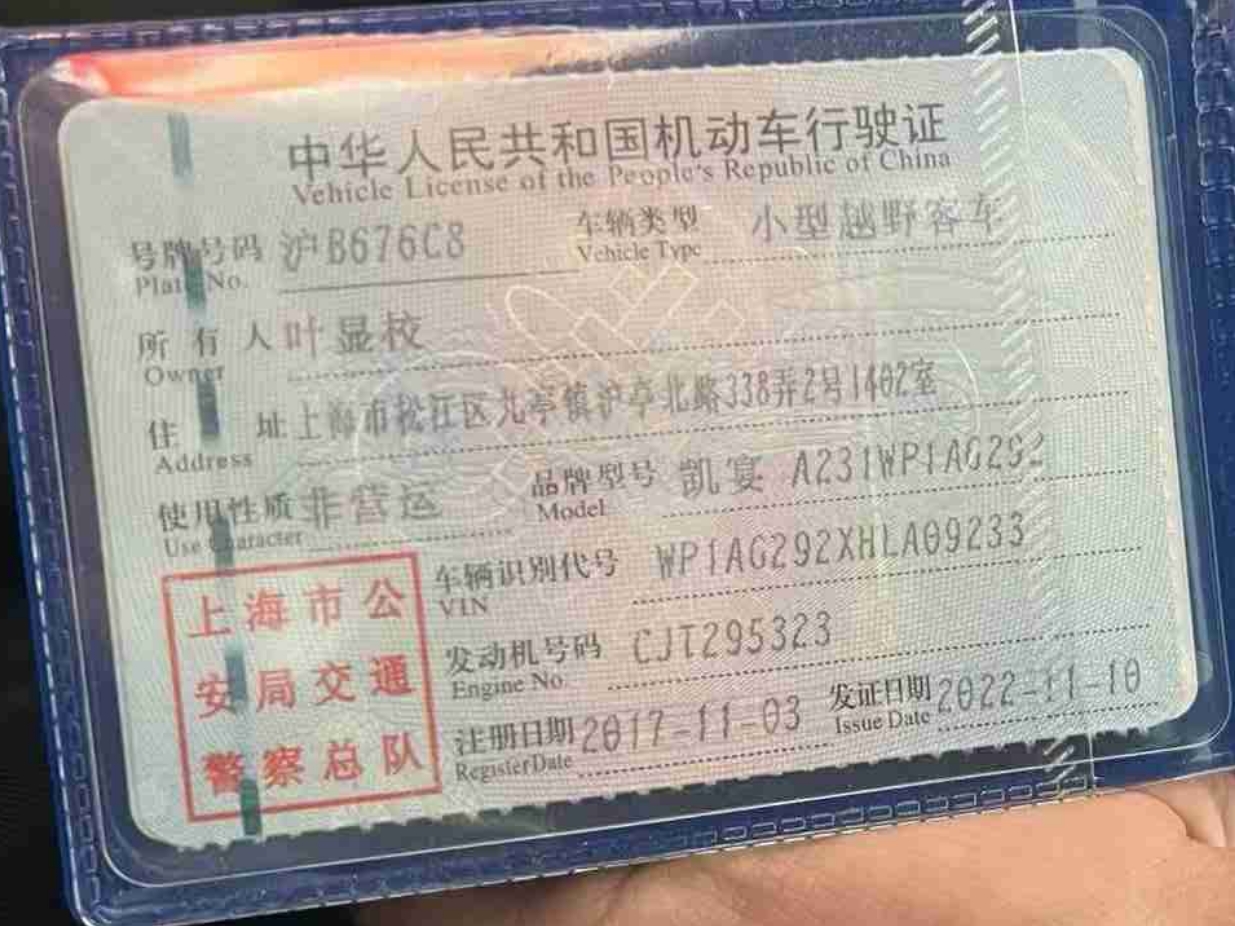 中华人民共和国机动车行驶证
Vehicle License of the People's Republic of China
号牌号码 沪B676C8 车辆类型 小型越野客车
Plate No. Vehicle Type
所有人 叶显校
Owner
住址 上海市松江区九亭镇沪亭北路338弄2号1402室
Address
使用性质 非营运 品牌型号 凯宴 A231WP1AG292
Use Character Model
车辆识别代号 WP1AG292XHLA09233
VIN
发动机号码 CJT295323
Engine No.
注册日期 2017-11-03 发证日期 2022-11-10
Register Date Issue Date
上海市公
安局交通
警察总队